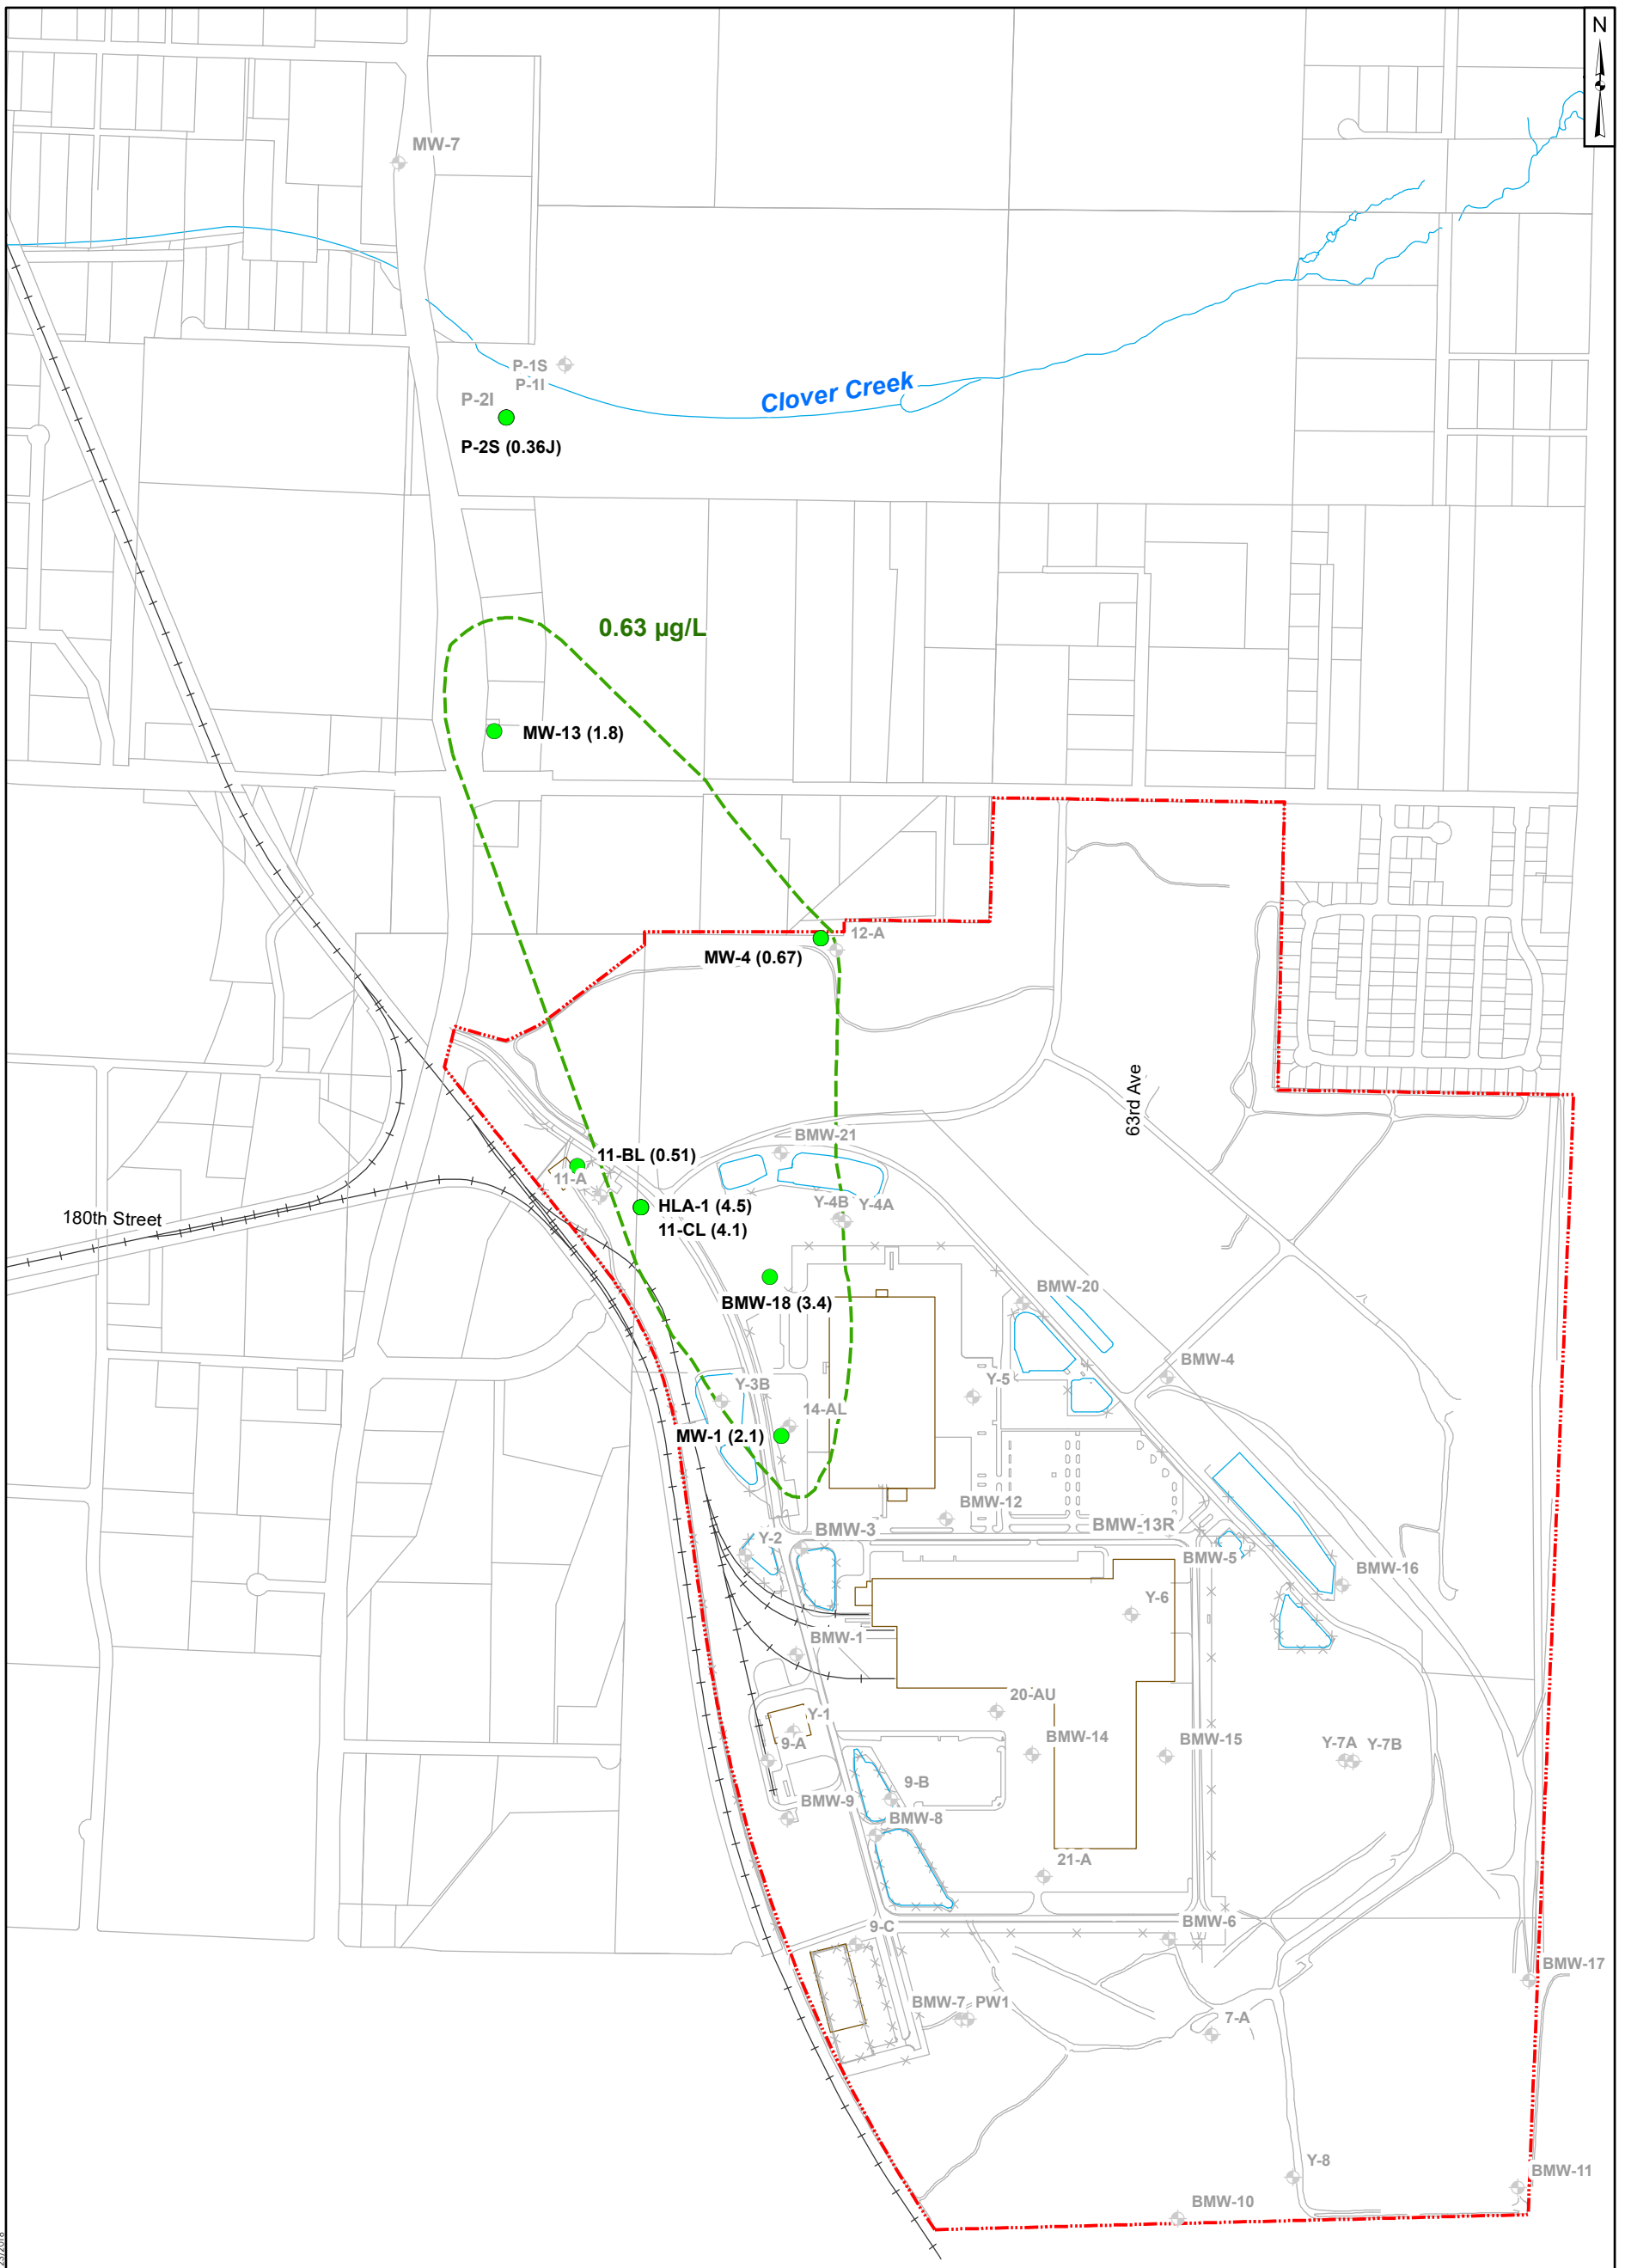 N
MW-7
P-1S
P-1I
P-2I
Clover Creek
P-2S (0.36J)
0.63 µg/L
MW-13 (1.8)
12-A
MW-4 (0.67)
63rd Ave
BMW-21
11-BL (0.51)
11-A
Y-4B
Y-4A
HLA-1 (4.5)
11-CL (4.1)
180th Street
BMW-20
BMW-18 (3.4)
BMW-4
Y-3B
Y-5
14-AL
MW-1 (2.1)
BMW-12
BMW-13R
BMW-3
Y-2
BMW-5
BMW-16
Y-6
BMW-1
20-AU
Y-1
9-A
BMW-14
BMW-15
Y-7A
Y-7B
9-B
BMW-9
BMW-8
21-A
BMW-6
9-C
BMW-17
BMW-7
PW1
7-A
Y-8
BMW-11
BMW-10